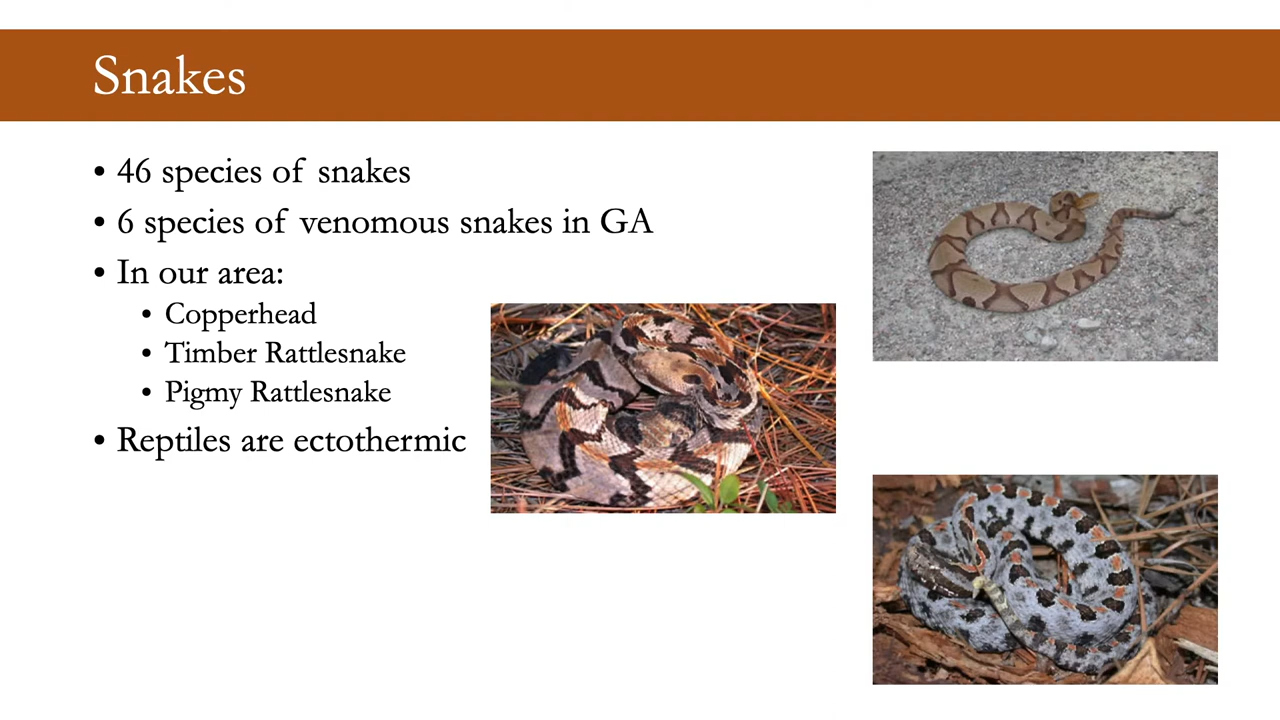 Snakes
• 46 species of snakes
• 6 species of venomous snakes in GA
• In our area:
• Copperhead
• Timber Rattlesnake
• Pigmy Rattlesnake
• Reptiles are ectothermic